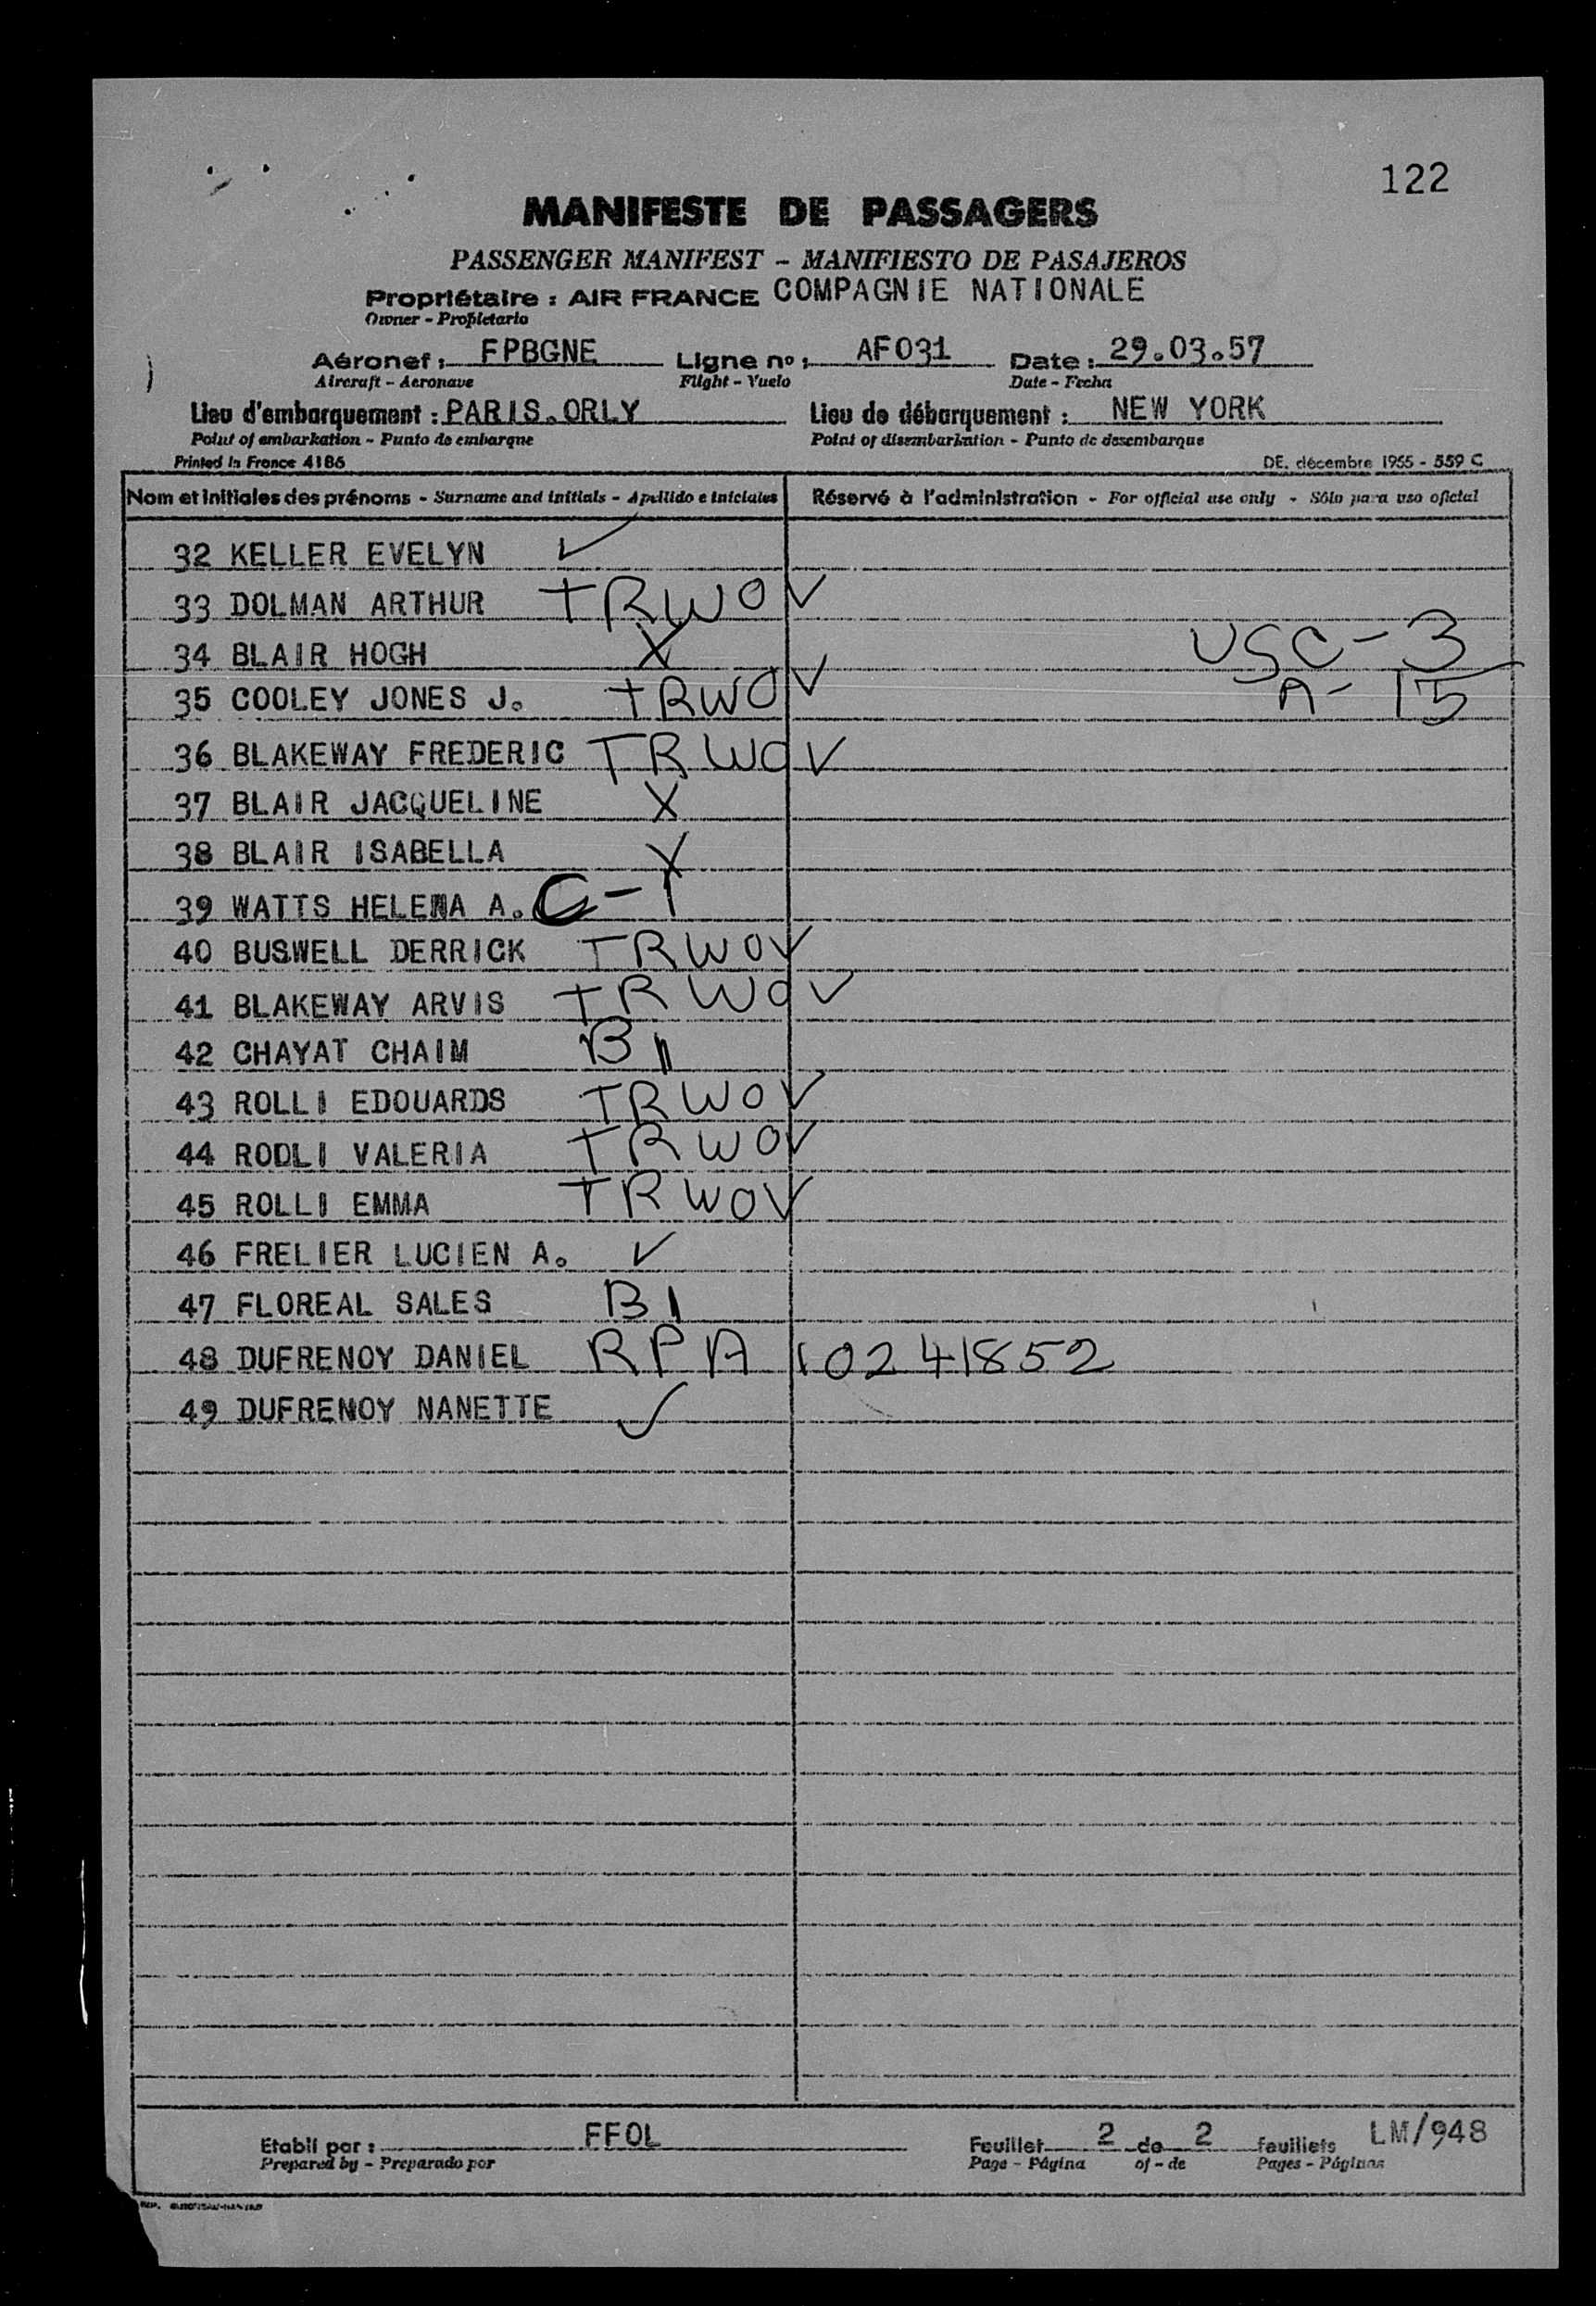 122
MANIFESTE DE PASSAGERS
PASSENGER MANIFEST - MANIFIESTO DE PASAJEROS
Propriétaire : AIR FRANCE COMPAGNIE NATIONALE
Owner - Propietario
Aéronef : FPBGNE Ligne nº : AF031 Date : 29.03.57
Aircraft - Aeronave Flight - Vuelo Date - Fecha
Lieu d'embarquement : PARIS.ORLY Lieu de débarquement : NEW YORK
Point of embarkation - Punto de embarque Point of disembarkation - Punto de desembarque
Printed in France 4186 DE. décembre 1955 - 559 C
Nom et initiales des prénoms - Surname and initials - Apellido e iniciales Réservé à l'administration - For official use only - Sólo para uso oficial
32 KELLER EVELYN ✓
33 DOLMAN ARTHUR TRWOV
34 BLAIR HOGH X USC-3
35 COOLEY JONES J. TRWOV A-15
36 BLAKEWAY FREDERIC TRWOV
37 BLAIR JACQUELINE X
38 BLAIR ISABELLA X
39 WATTS HELENA A. C-1
40 BUSWELL DERRICK TRWOV
41 BLAKEWAY ARVIS TRWOV
42 CHAYAT CHAIM B1
43 ROLLI EDOUARDS TRWOV
44 RODLI VALERIA TRWOV
45 ROLLI EMMA TRWOV
46 FRELIER LUCIEN A. ✓
47 FLOREAL SALES B1
48 DUFRENOY DANIEL RPA 10241852
49 DUFRENOY NANETTE ✓
Etabli par : FFOL Feuillet 2 de 2 feuillets LM/948
Prepared by - Preparado por Page - Página of - de Pages - Páginas